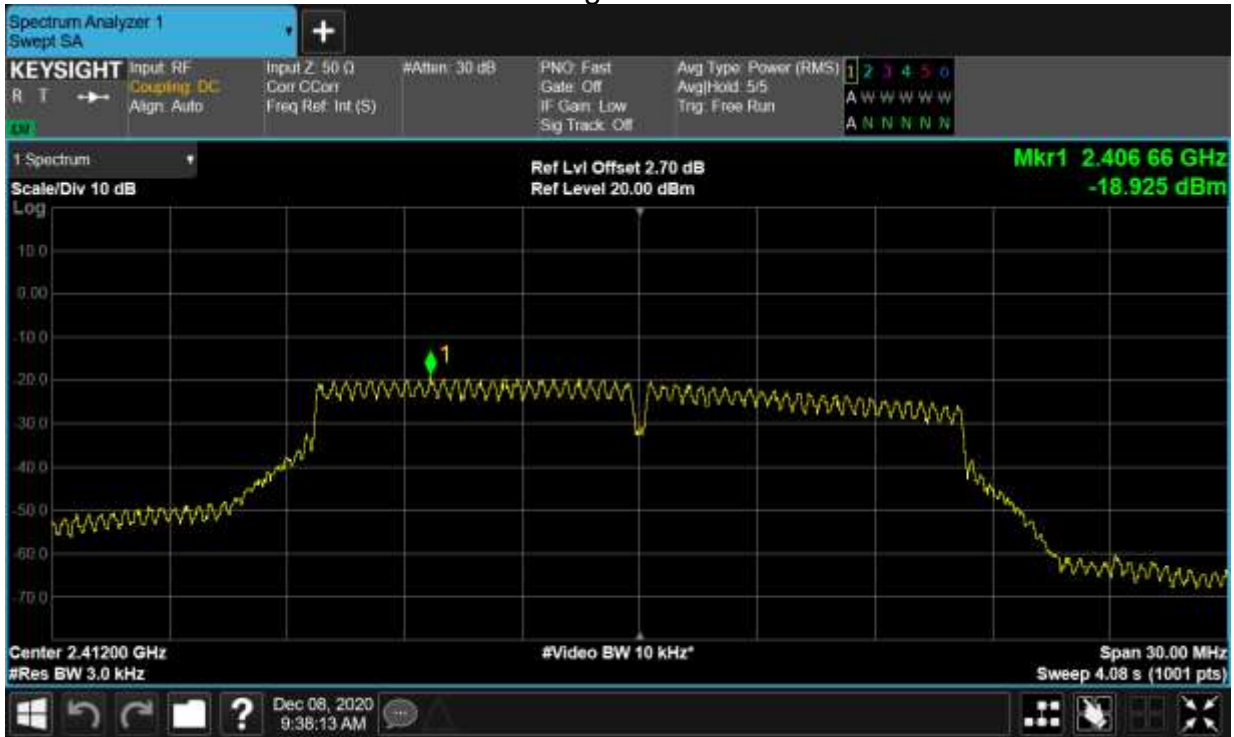 Spectrum Analyzer 1
Swept SA
+
KEYSIGHT
R T
Input: RF
Coupling: DC
Align: Auto
Input Z: 50 Ω
Corr CCorr
Freq Ref: Int (S)
#Atten: 30 dB
PNO: Fast
Gate: Off
IF Gain: Low
Sig Track: Off
Avg Type: Power (RMS)
Avg|Hold: 5/5
Trig: Free Run
1 2 3 4 5 6
A W W W W W
A N N N N N
1 Spectrum
Scale/Div 10 dB
Log
Ref Lvl Offset 2.70 dB
Ref Level 20.00 dBm
Mkr1 2.406 66 GHz
-18.925 dBm
10.0
0.00
-10.0
-20.0
-30.0
-40.0
-50.0
-60.0
-70.0
1
Center 2.41200 GHz
#Res BW 3.0 kHz
#Video BW 10 kHz*
Span 30.00 MHz
Sweep 4.08 s (1001 pts)
?
Dec 08, 2020
9:38:13 AM